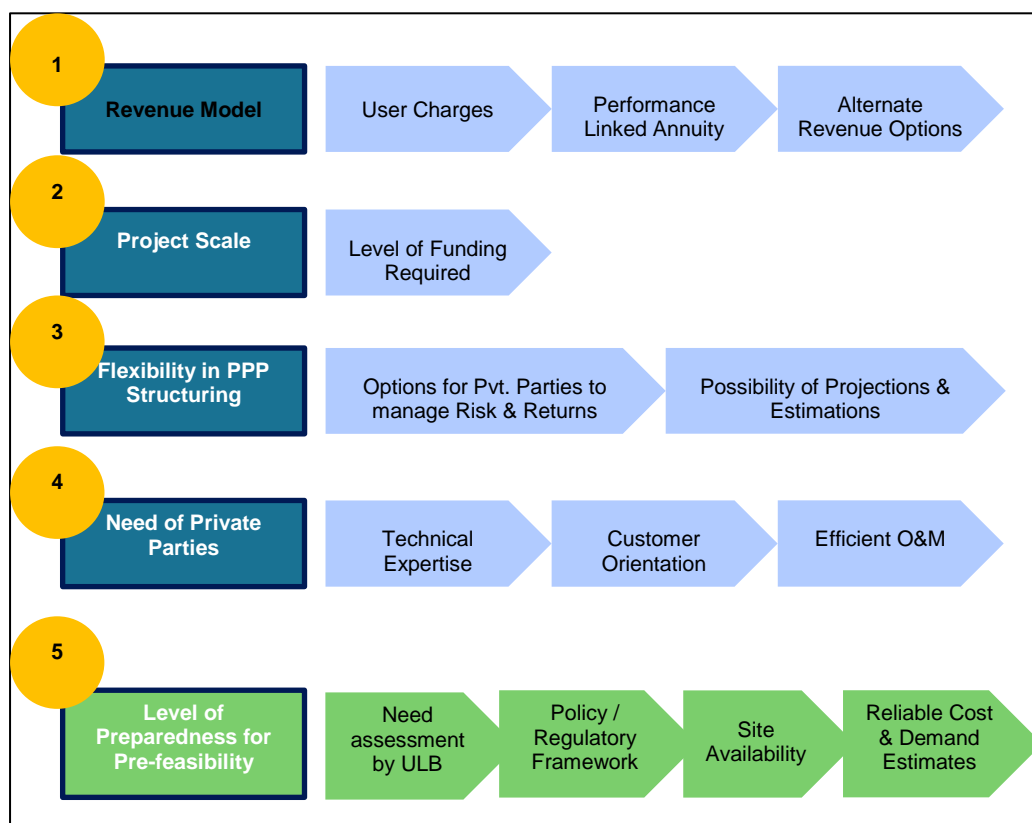 1
Revenue Model
User Charges
Performance
Linked Annuity
Alternate
Revenue Options
2
Project Scale
Level of Funding
Required
3
Flexibility in PPP
Structuring
Options for Pvt. Parties to
manage Risk & Returns
Possibility of Projections &
Estimations
4
Need of Private
Parties
Technical
Expertise
Customer
Orientation
Efficient O&M
5
Level of
Preparedness for
Pre-feasibility
Need
assessment
by ULB
Policy /
Regulatory
Framework
Site
Availability
Reliable Cost
& Demand
Estimates